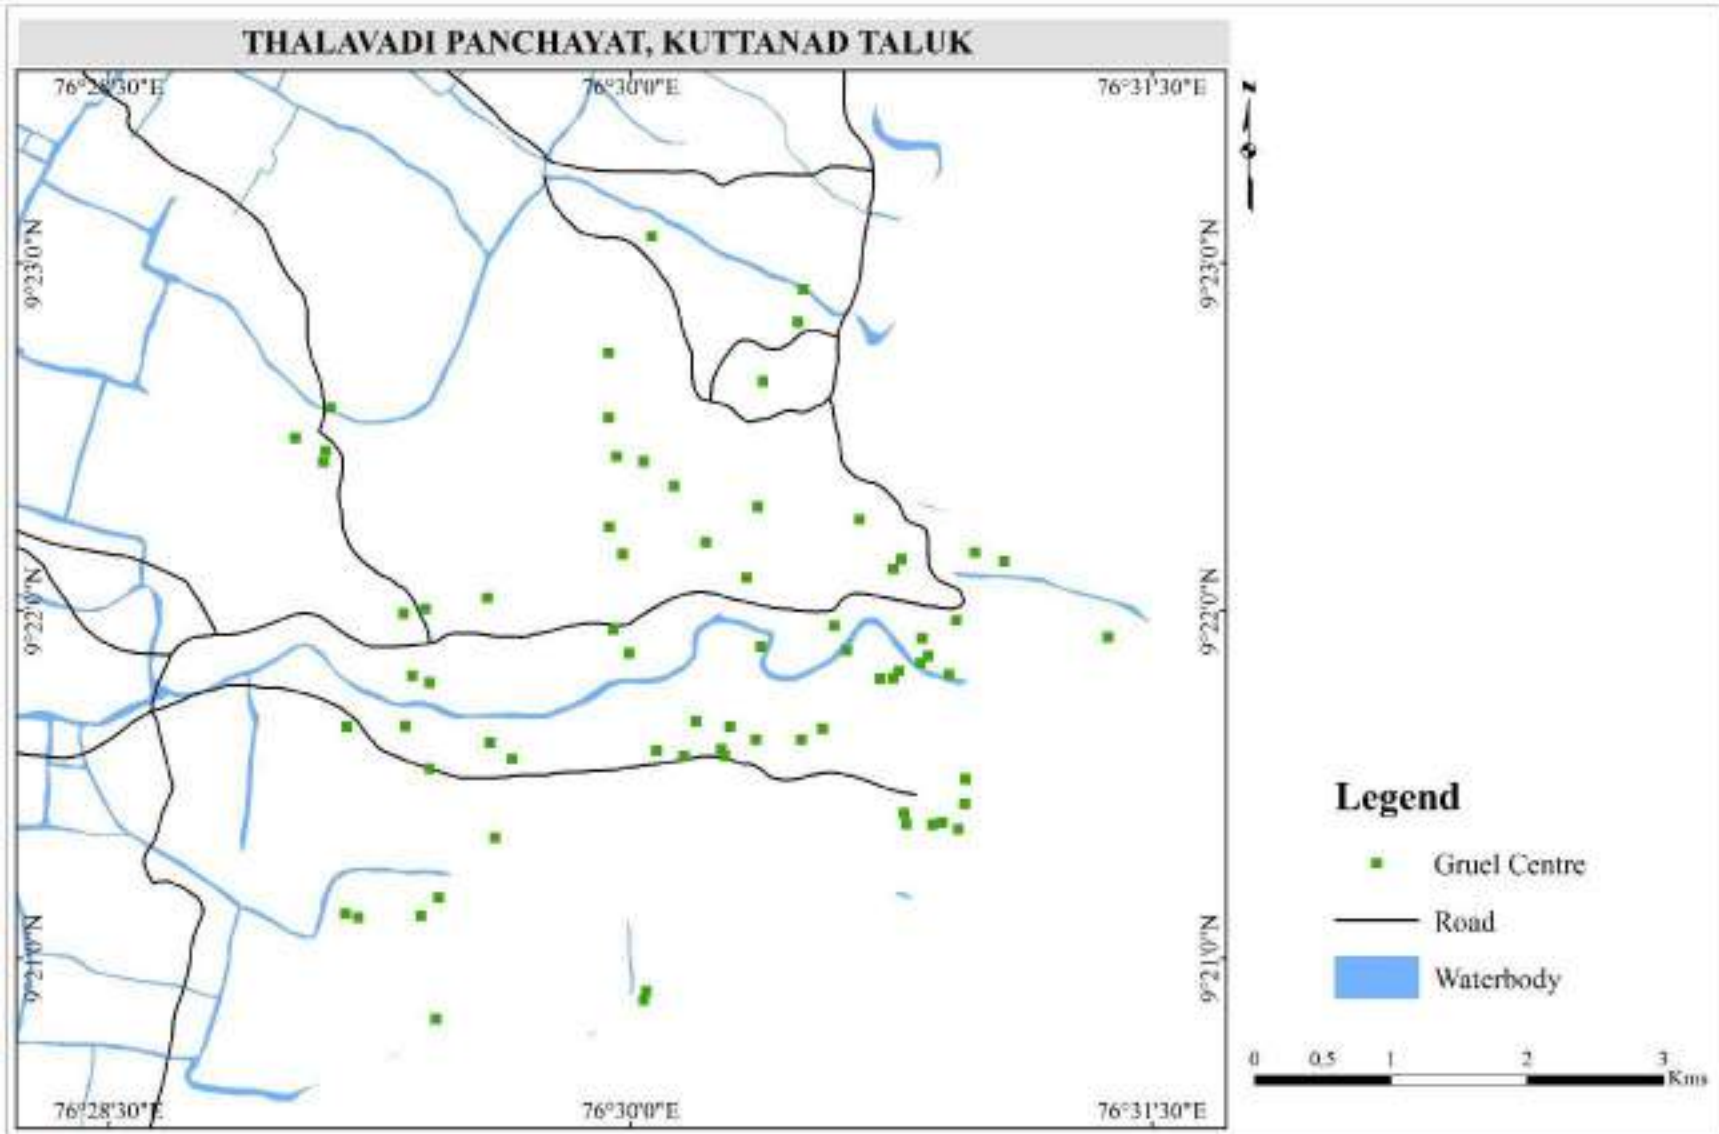 THALAVADI PANCHAYAT, KUTTANAD TALUK
76°28'30"E 76°30'0"E 76°31'30"E
N
9°23'0"N 9°23'0"N
9°22'0"N 9°22'0"N
9°21'0"N 9°21'0"N
76°28'30"E 76°30'0"E 76°31'30"E
Legend
Gruel Centre
Road
Waterbody
0 0.5 1 2 3
Kms